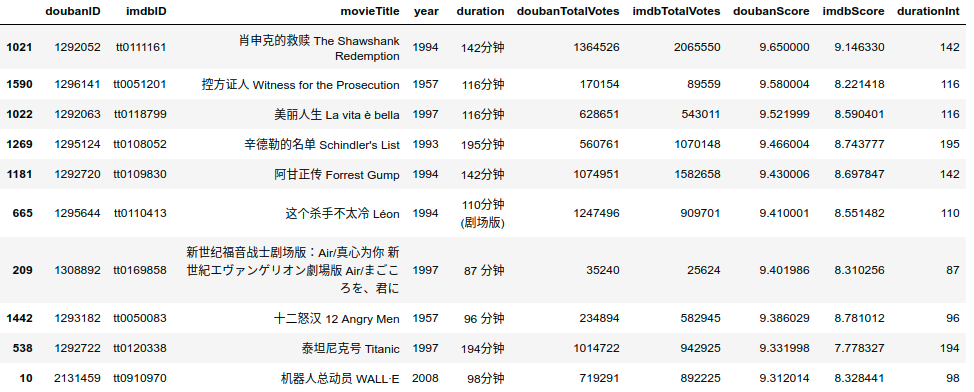 doubanID imdbID movieTitle year duration doubanTotalVotes imdbTotalVotes doubanScore imdbScore durationInt
1021 1292052 tt0111161 肖申克的救赎 The Shawshank Redemption 1994 142分钟 1364526 2065550 9.650000 9.146330 142
1590 1296141 tt0051201 控方证人 Witness for the Prosecution 1957 116分钟 170154 89559 9.580004 8.221418 116
1022 1292063 tt0118799 美丽人生 La vita è bella 1997 116分钟 628651 543011 9.521999 8.590401 116
1269 1295124 tt0108052 辛德勒的名单 Schindler's List 1993 195分钟 560761 1070148 9.466004 8.743777 195
1181 1292720 tt0109830 阿甘正传 Forrest Gump 1994 142分钟 1074951 1582658 9.430006 8.697847 142
665 1295644 tt0110413 这个杀手不太冷 Léon 1994 110分钟(剧场版) 1247496 909701 9.410001 8.551482 110
209 1308892 tt0169858 新世纪福音战士剧场版：Air/真心为你 新世紀エヴァンゲリオン劇場版 Air/まごころを、君に 1997 87 分钟 35240 25624 9.401986 8.310256 87
1442 1293182 tt0050083 十二怒汉 12 Angry Men 1957 96 分钟 234894 582945 9.386029 8.781012 96
538 1292722 tt0120338 泰坦尼克号 Titanic 1997 194分钟 1014722 942925 9.331998 7.778327 194
10 2131459 tt0910970 机器人总动员 WALL·E 2008 98分钟 719291 892225 9.312014 8.328441 98